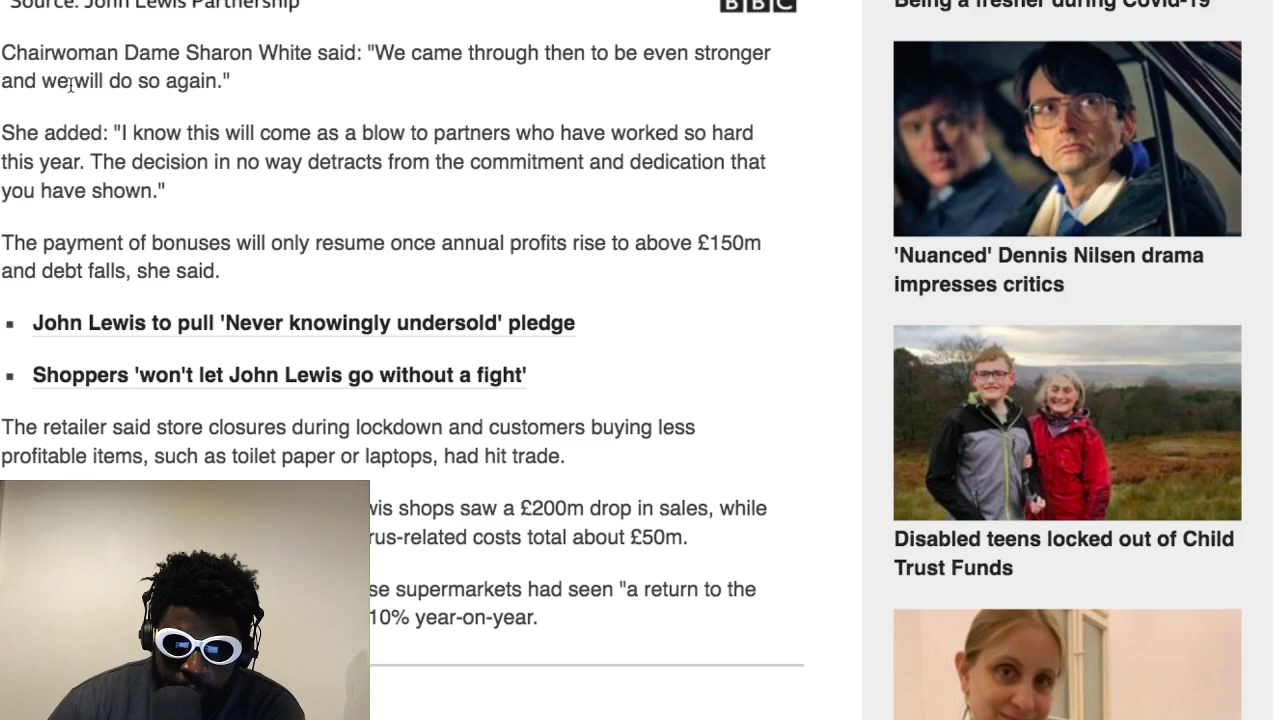 Source: John Lewis Partnership
BBC
Chairwoman Dame Sharon White said: "We came through then to be even stronger
and we will do so again."
She added: "I know this will come as a blow to partners who have worked so hard
this year. The decision in no way detracts from the commitment and dedication that
you have shown."
The payment of bonuses will only resume once annual profits rise to above £150m
and debt falls, she said.
John Lewis to pull 'Never knowingly undersold' pledge
Shoppers 'won't let John Lewis go without a fight'
The retailer said store closures during lockdown and customers buying less
profitable items, such as toilet paper or laptops, had hit trade.
shops saw a £200m drop in sales, while
costs total about £50m.
supermarkets had seen "a return to the
10% year-on-year.
Being a fresher during Covid-19
'Nuanced' Dennis Nilsen drama
impresses critics
Disabled teens locked out of Child
Trust Funds